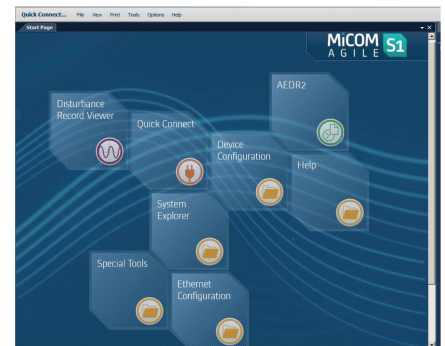 Quick Connect... File View Print Tools Options Help
Start Page
MiCOM S1
AGILE
AEDR2
Disturbance
Record Viewer
Quick Connect
Device
Configuration
Help
System
Explorer
Special Tools
Ethernet
Configuration